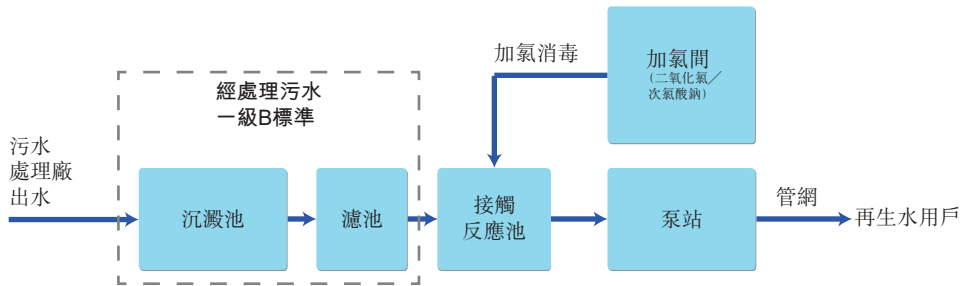 污水
處理廠
出水
經處理污水
一級B標準
沉澱池
濾池
加氯消毒
加氯間
(二氧化氯／
次氯酸鈉)
接觸
反應池
泵站
管網
再生水用戶